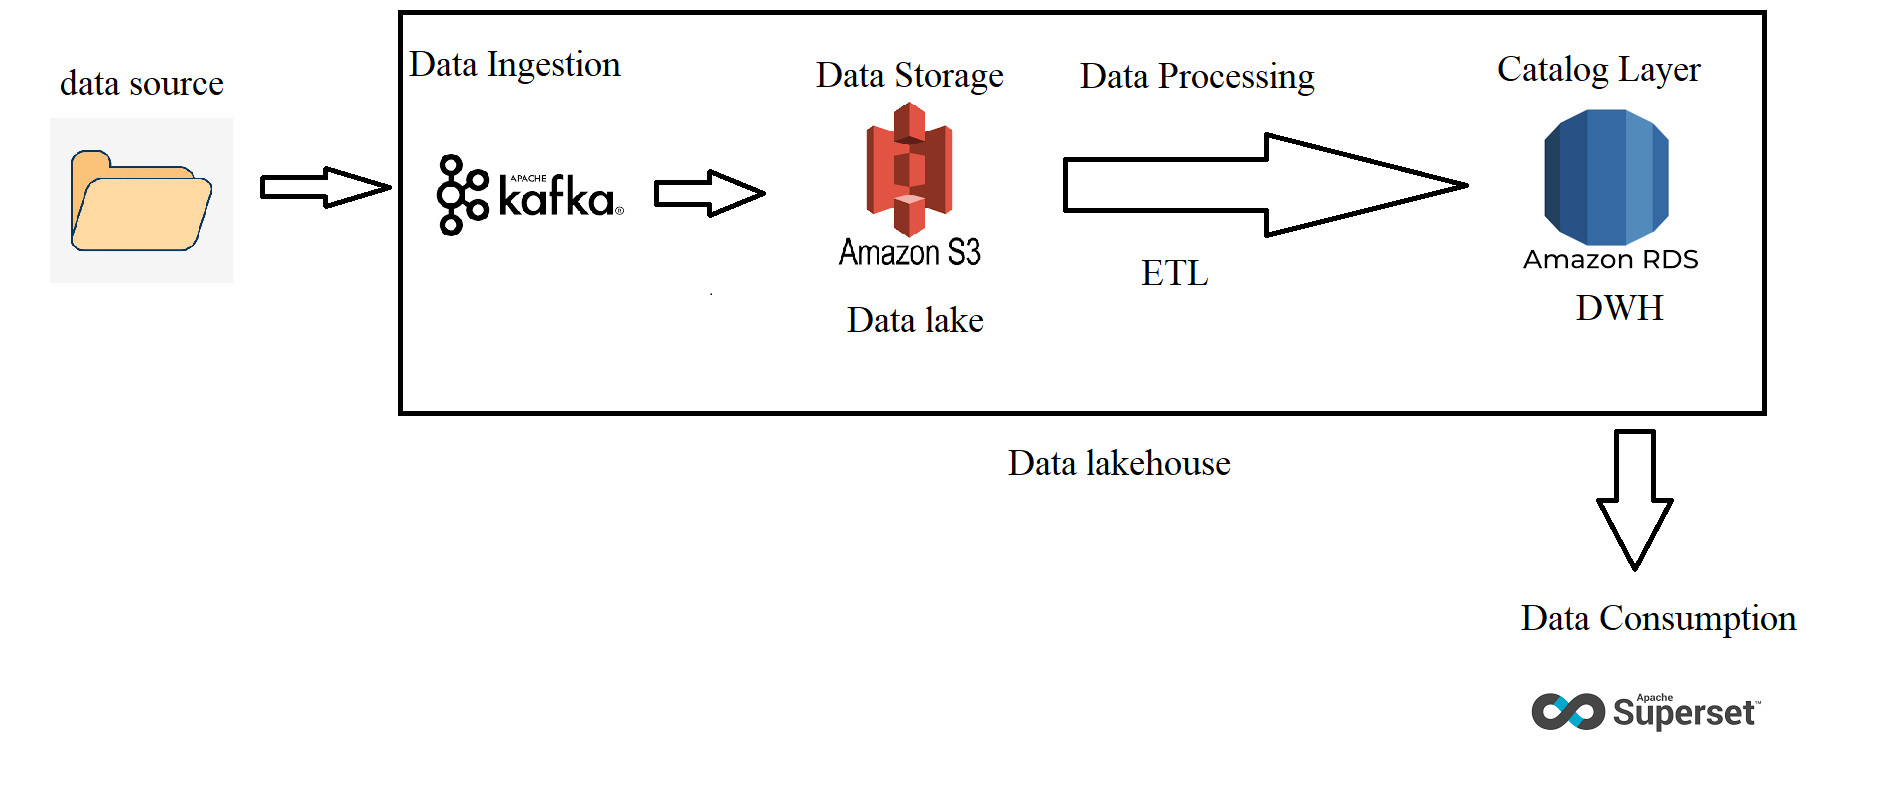 data source
Data Ingestion
APACHE
kafka®
Data Storage
Amazon S3
Data lake
Data Processing
ETL
Catalog Layer
Amazon RDS
DWH
Data lakehouse
Data Consumption
Apache
Superset™